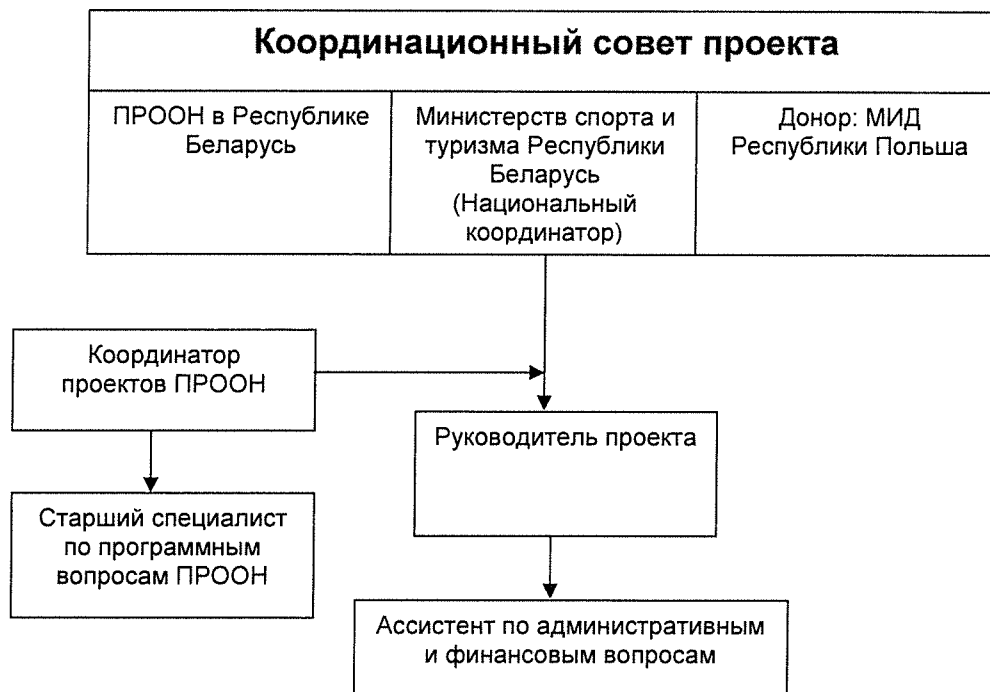 Координационный совет проекта
ПРООН в Республике
Беларусь
Министерств спорта и
туризма Республики
Беларусь
(Национальный
координатор)
Донор: МИД
Республики Польша
Координатор
проектов ПРООН
Руководитель проекта
Старший специалист
по программным
вопросам ПРООН
Ассистент по административным
и финансовым вопросам